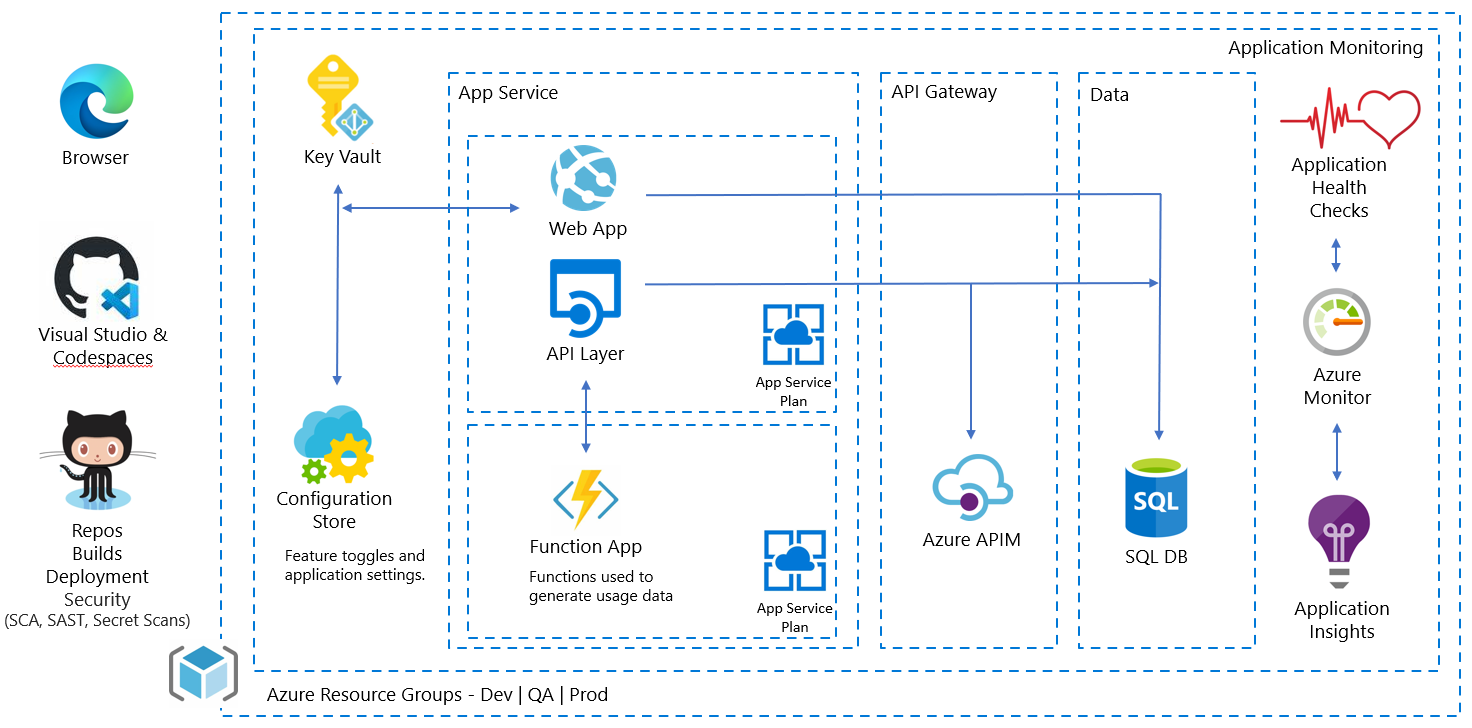 Application Monitoring
Browser
Key Vault
App Service
API Gateway
Data
Web App
API Layer
App Service
Plan
Application
Health
Checks
Visual Studio &
Codespaces
Azure
Monitor
Repos
Builds
Deployment
Security
(SCA, SAST, Secret Scans)
Configuration
Store
Feature toggles and
application settings.
Function App
Functions used to
generate usage data
App Service
Plan
Azure APIM
SQL
SQL DB
Application
Insights
Azure Resource Groups - Dev | QA | Prod